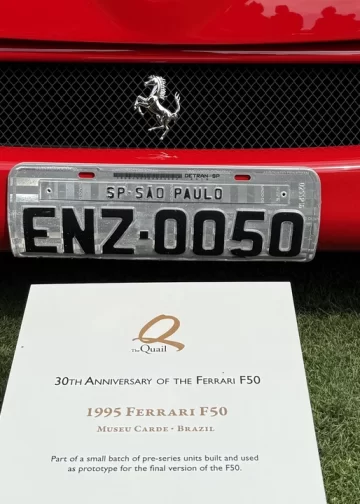 DETRAN-SP
SP-SÃO PAULO
ENZ·0050
The Quail
30TH ANNIVERSARY OF THE FERRARI F50
1995 FERRARI F50
MUSEU CARDE • BRAZIL
Part of a small batch of pre-series units built and used
as prototype for the final version of the F50.